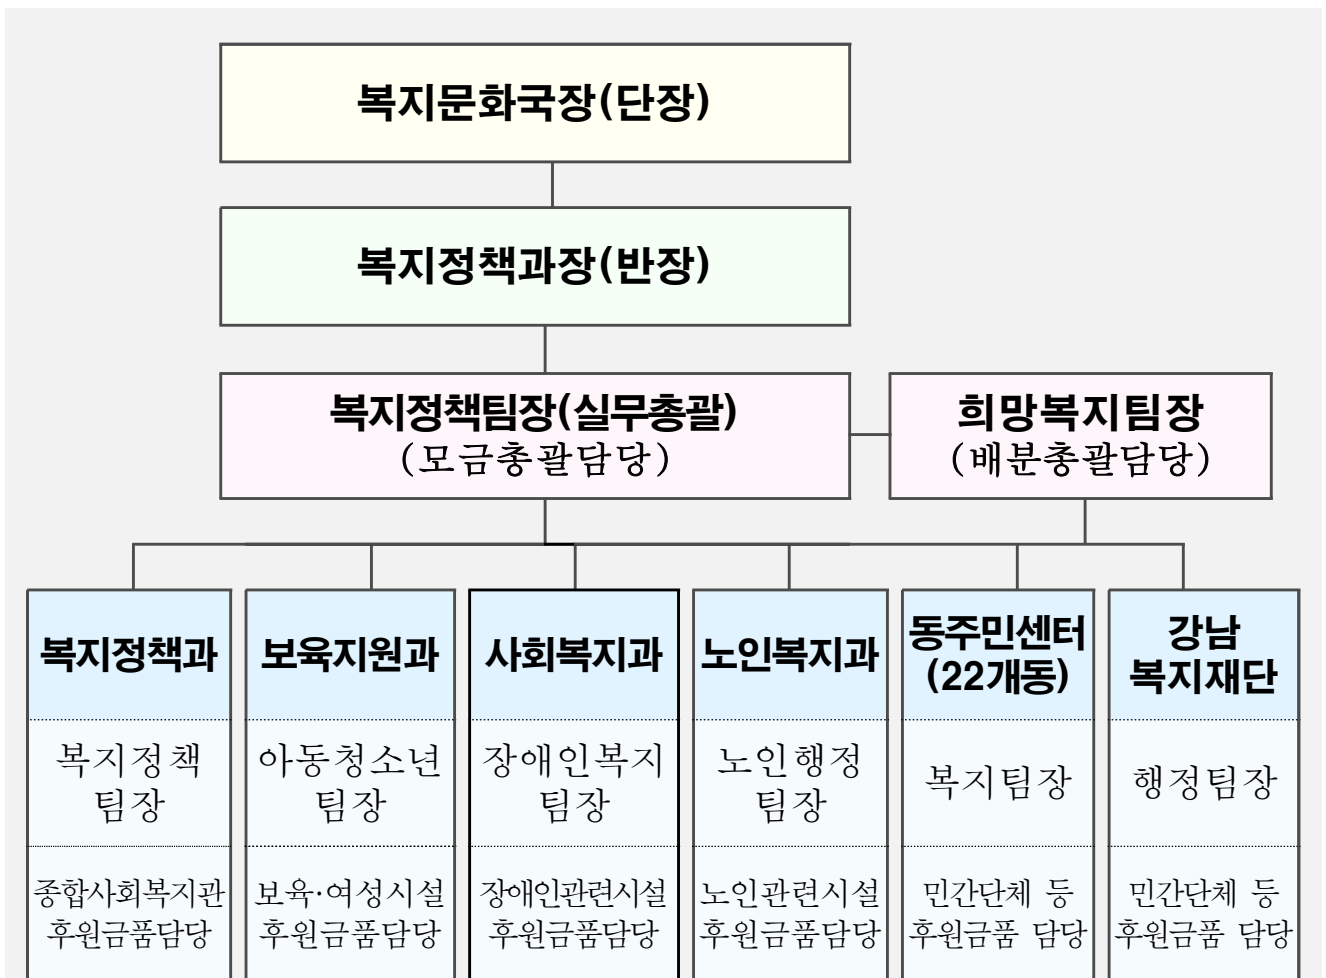 복지문화국장(단장)
복지정책과장(반장)
복지정책팀장(실무총괄)
(모금총괄담당)
희망복지팀장
(배분총괄담당)
복지정책과
복지정책
팀장
종합사회복지관
후원금품담당
보육지원과
아동청소년
팀장
보육·여성시설
후원금품담당
사회복지과
장애인복지
팀장
장애인관련시설
후원금품담당
노인복지과
노인행정
팀장
노인관련시설
후원금품담당
동주민센터
(22개동)
복지팀장
민간단체 등
후원금품 담당
강남
복지재단
행정팀장
민간단체 등
후원금품 담당